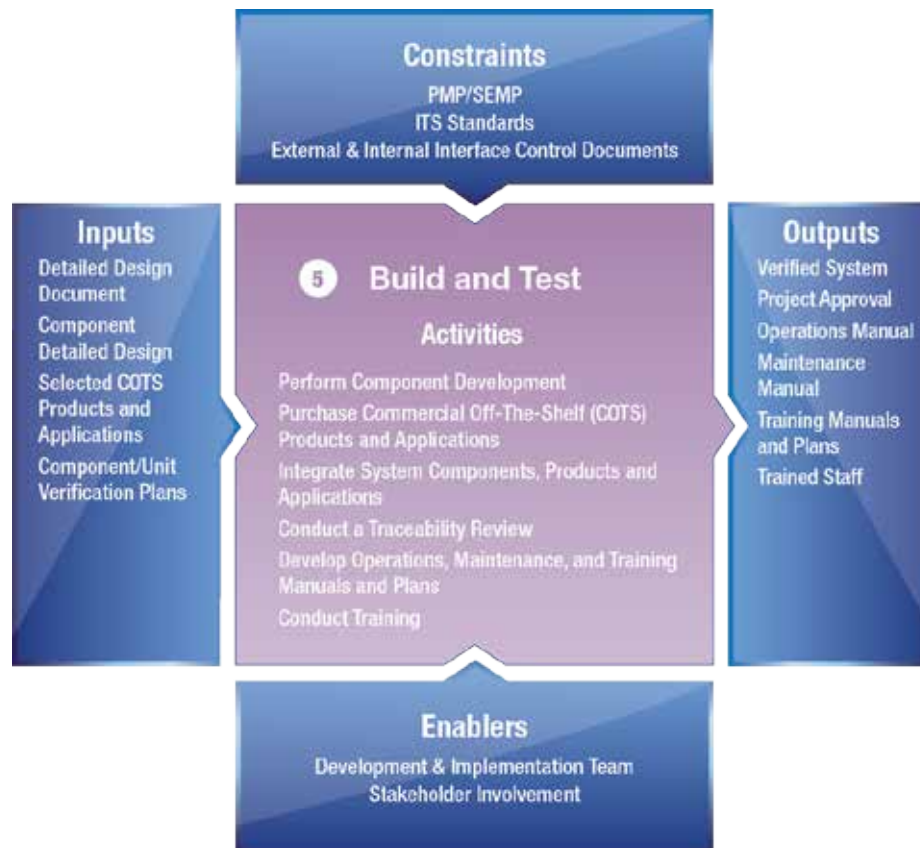 Constraints
PMP/SEMP
ITS Standards
External & Internal Interface Control Documents
Inputs
Detailed Design
Document
Component
Detailed Design
Selected COTS
Products and
Applications
Component/Unit
Verification Plans
5 Build and Test
Activities
Perform Component Development
Purchase Commercial Off-The-Shelf (COTS)
Products and Applications
Integrate System Components, Products and
Applications
Conduct a Traceability Review
Develop Operations, Maintenance, and Training
Manuals and Plans
Conduct Training
Outputs
Verified System
Project Approval
Operations Manual
Maintenance
Manual
Training Manuals
and Plans
Trained Staff
Enablers
Development & Implementation Team
Stakeholder Involvement